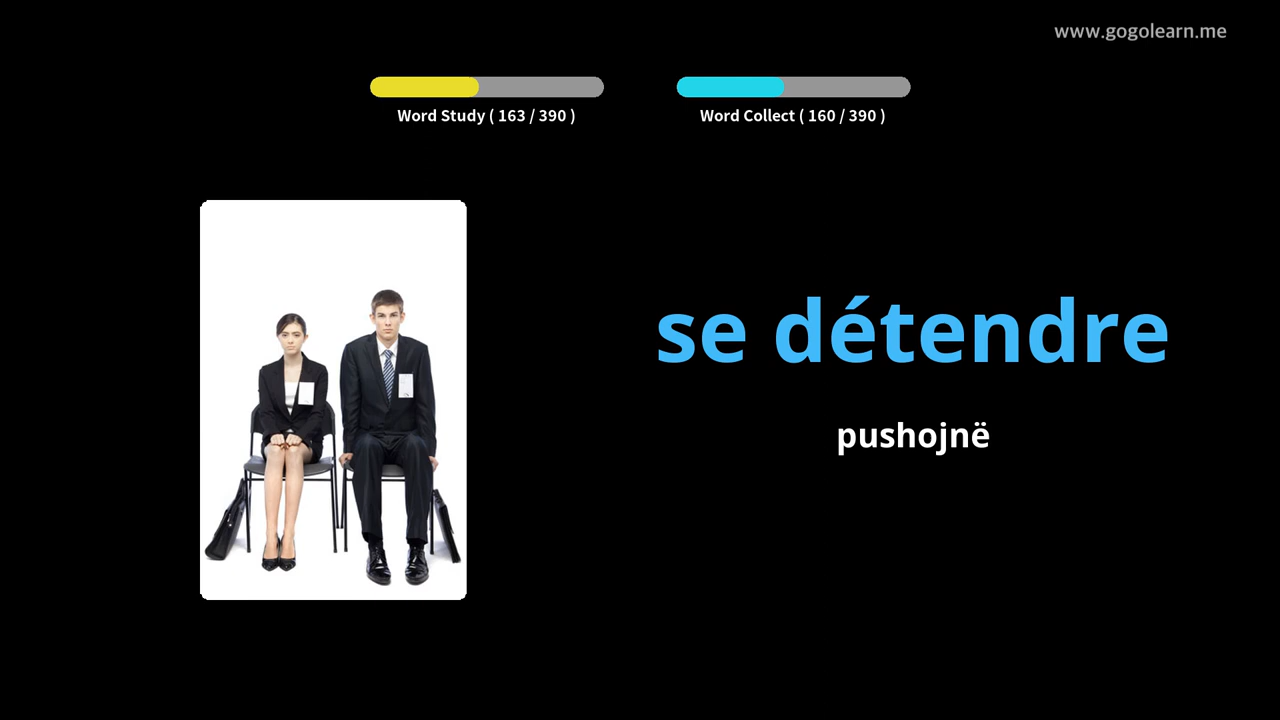 www.gogolearn.me
Word Study ( 163 / 390 )
Word Collect ( 160 / 390 )
se détendre
pushojnë